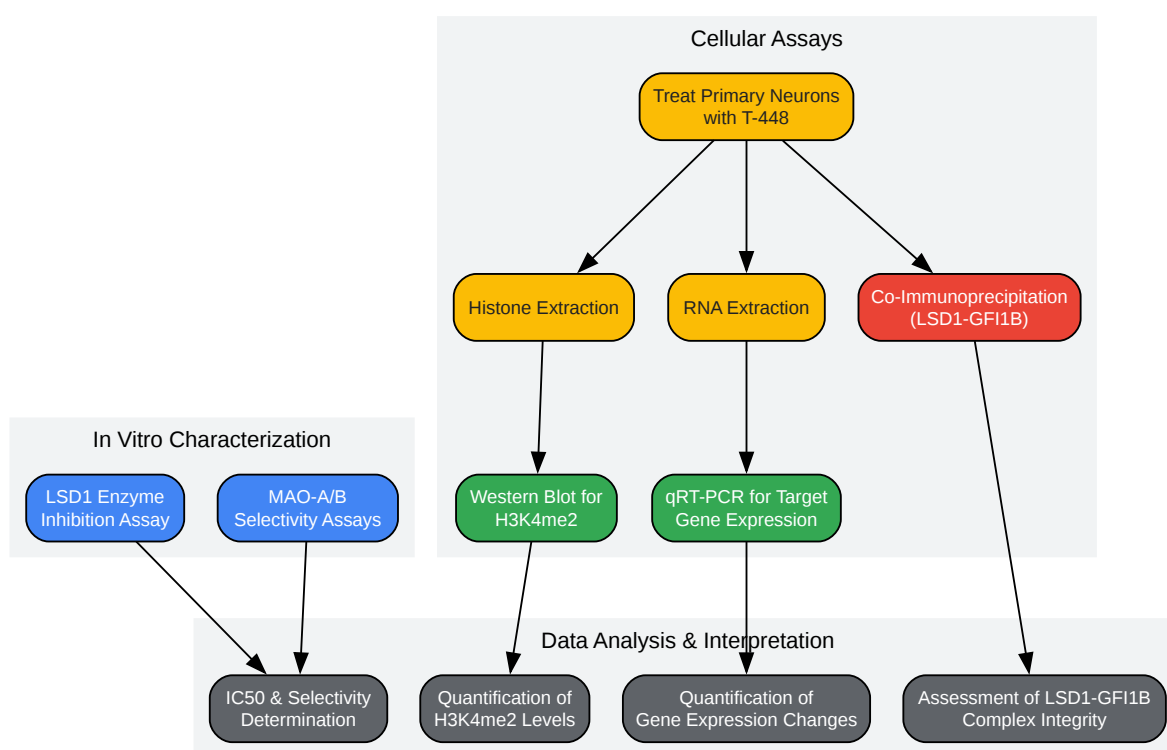 Cellular Assays
Treat Primary Neurons
with T-448
Histone Extraction
RNA Extraction
Co-Immunoprecipitation
(LSD1-GFI1B)
In Vitro Characterization
LSD1 Enzyme
Inhibition Assay
MAO-A/B
Selectivity Assays
Western Blot for
H3K4me2
qRT-PCR for Target
Gene Expression
Data Analysis & Interpretation
IC50 & Selectivity
Determination
Quantification of
H3K4me2 Levels
Quantification of
Gene Expression Changes
Assessment of LSD1-GFI1B
Complex Integrity